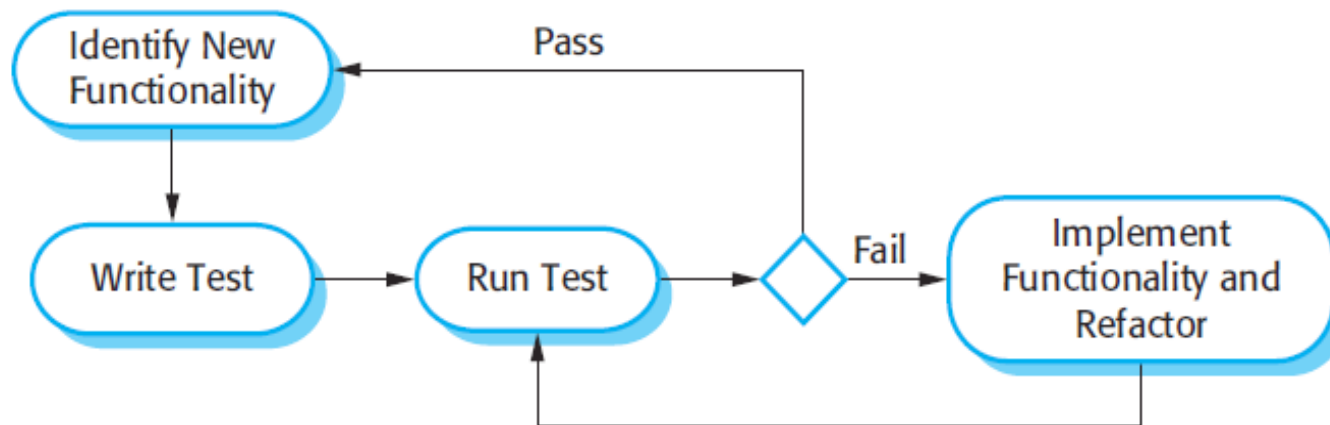 Identify New
Functionality
Pass
Write Test
Run Test
Fail
Implement
Functionality and
Refactor